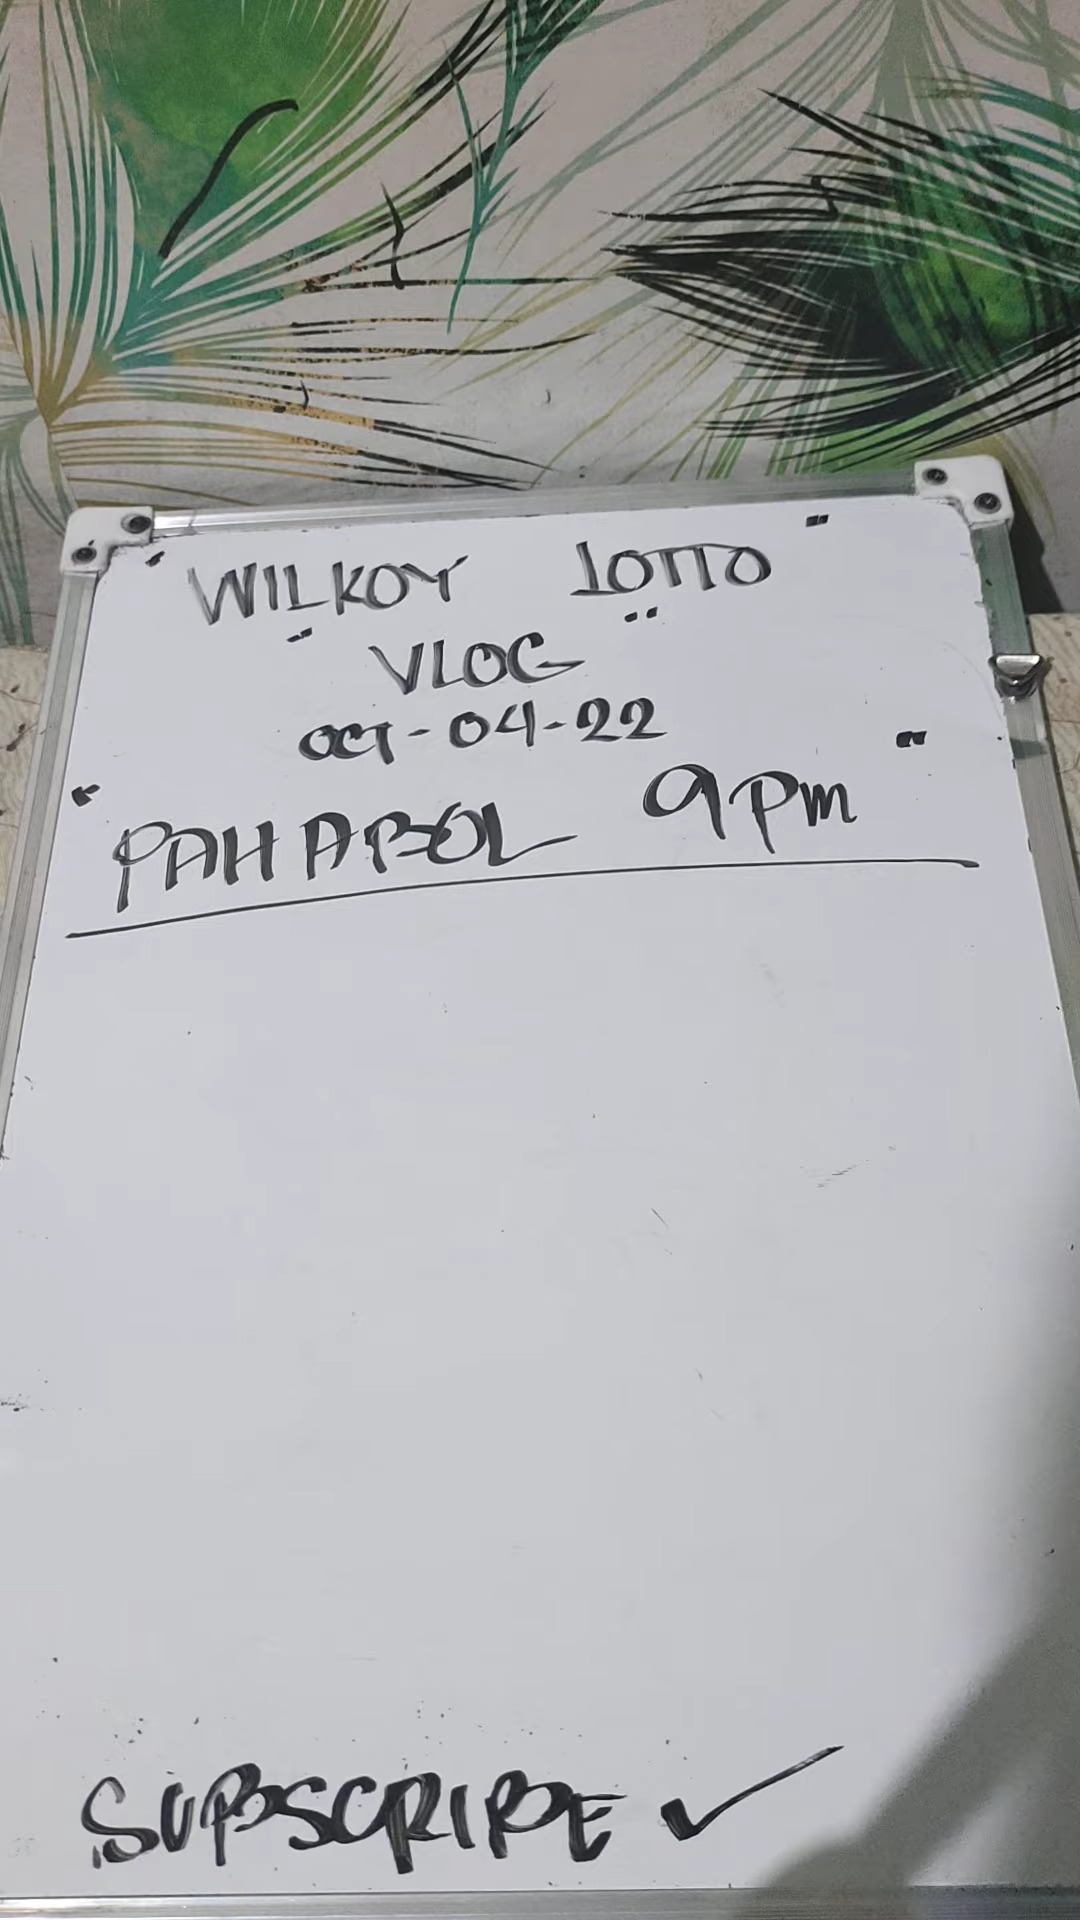 " WILKOY LOTTO "
" VLOG "
OCT-04-22
" PAHABOL 9pm "
SUBSCRIBE ✓